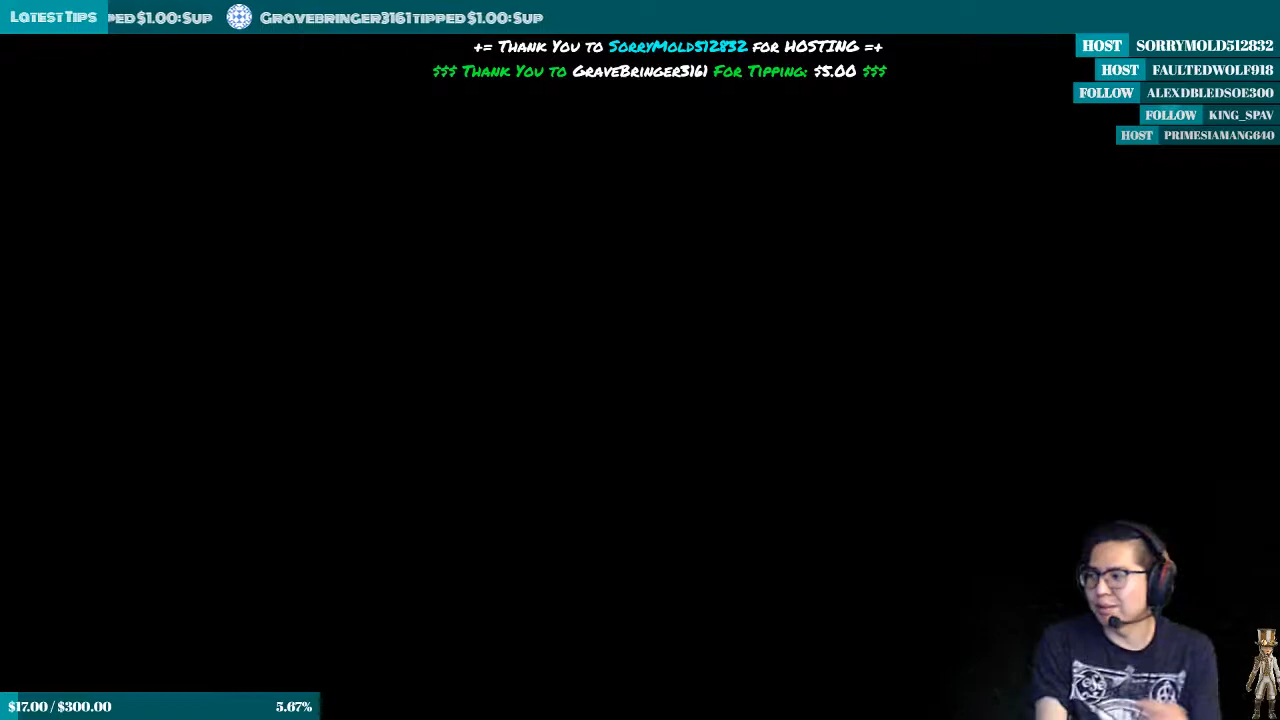 Latest Tips PED $1.00: Sup GraveBringer3161 tipped $1.00: Sup
+= Thank You to SorryMold512832 for HOSTING =+
$$$ Thank You to GraveBringer3161 For Tipping: $5.00 $$$
HOST SORRYMOLD512832
HOST FAULTEDWOLF918
FOLLOW ALEXDBLEDSOE300
FOLLOW KING_SPAV
HOST PRIMESIAMANG640
$17.00 / $300.00 5.67%